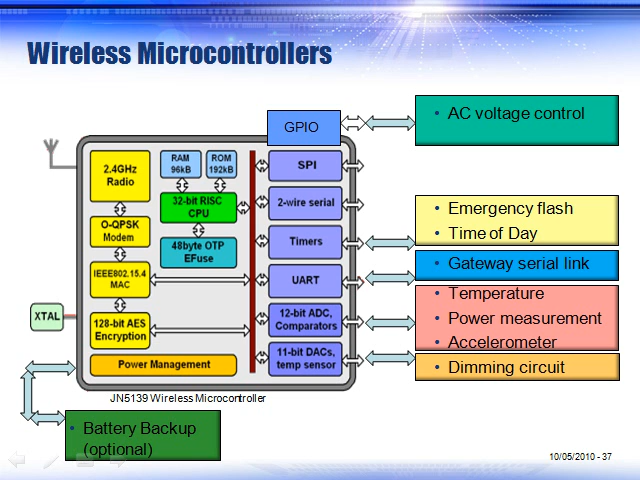 Wireless Microcontrollers
GPIO
• AC voltage control
2.4GHz
Radio
RAM
96kB
ROM
192kB
SPI
32-bit RISC
CPU
2-wire serial
• Emergency flash
• Time of Day
O-QPSK
Modem
48byte OTP
EFuse
Timers
• Gateway serial link
IEEE802.15.4
MAC
UART
• Temperature
• Power measurement
• Accelerometer
XTAL
128-bit AES
Encryption
12-bit ADC,
Comparators
Power Management
11-bit DACs,
temp sensor
• Dimming circuit
JN5139 Wireless Microcontroller
• Battery Backup
(optional)
10/05/2010 - 37